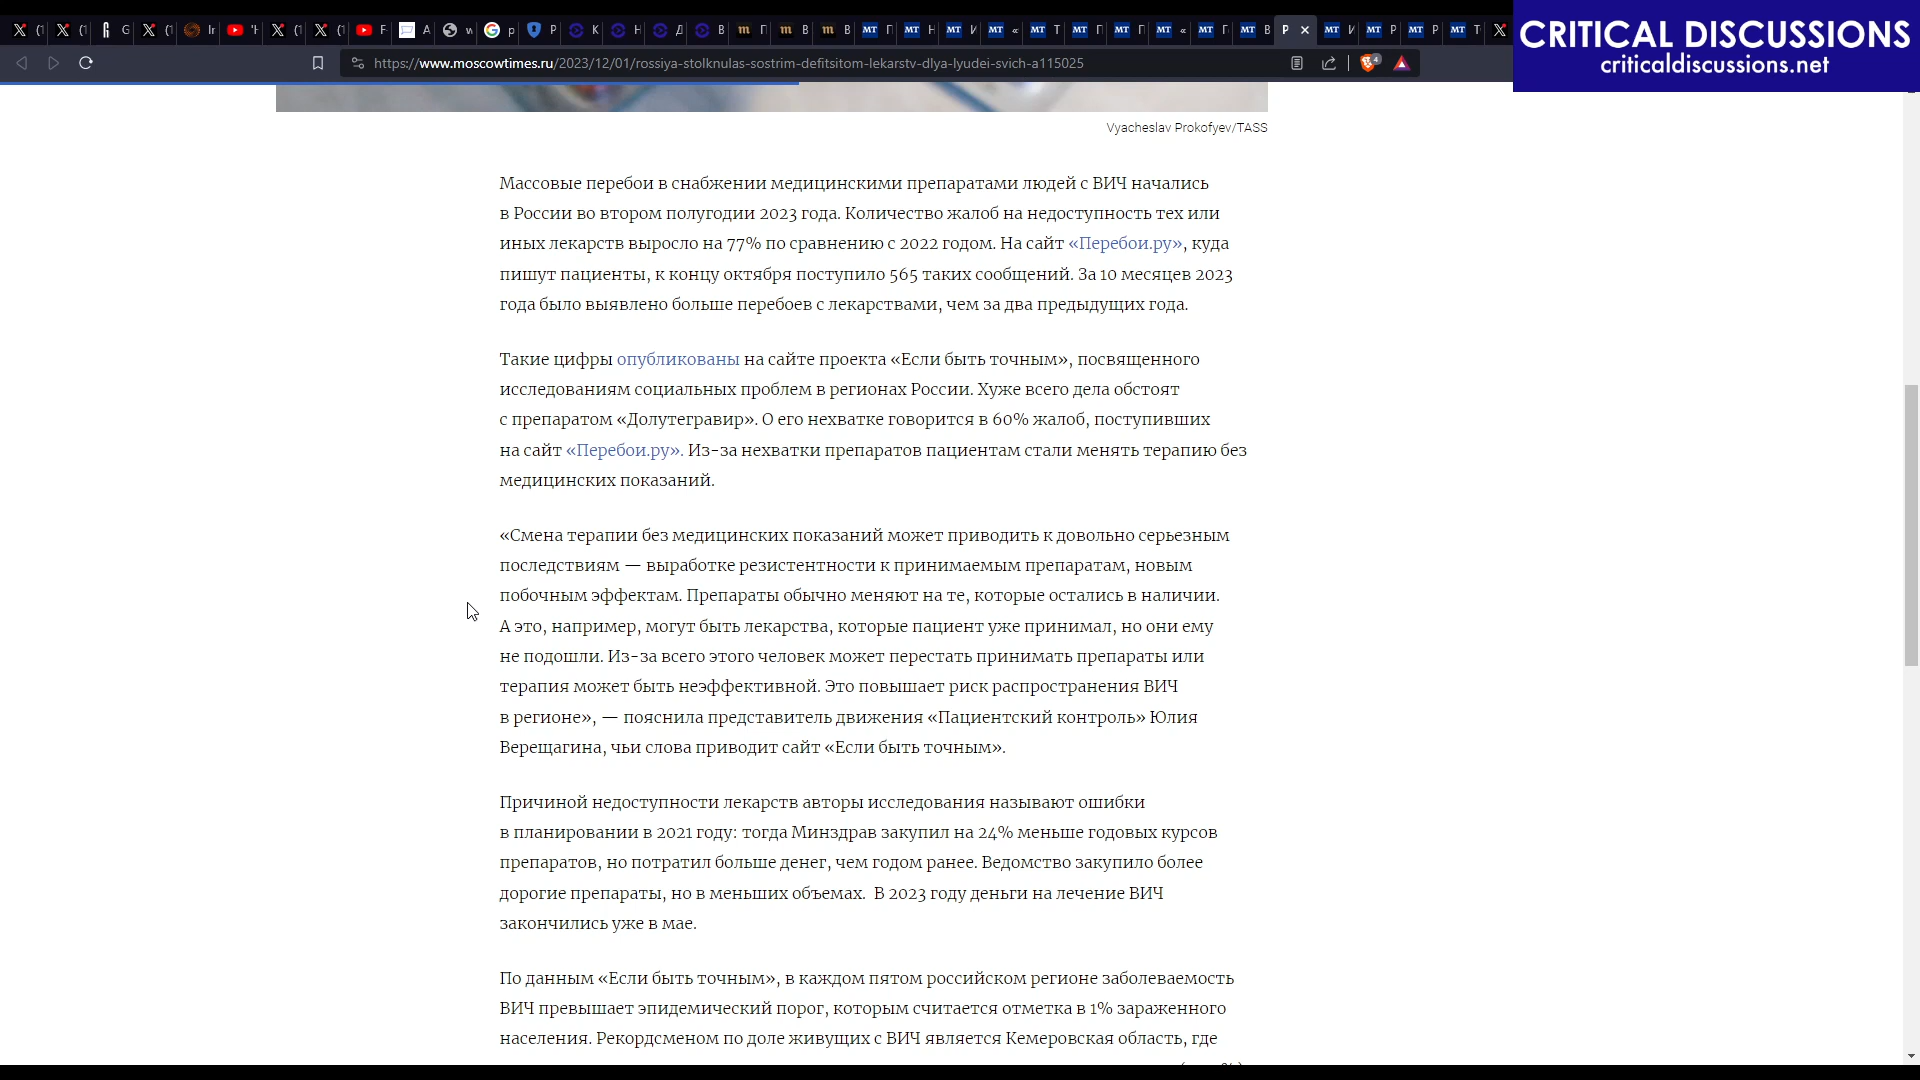 CRITICAL DISCUSSIONS
criticaldiscussions.net
https://www.moscowtimes.ru/2023/12/01/rossiya-stolknulas-sostrim-defitsitom-lekarstv-dlya-lyudei-svich-a115025
Vyacheslav Prokofyev/TASS
Массовые перебои в снабжении медицинскими препаратами людей с ВИЧ начались
в России во втором полугодии 2023 года. Количество жалоб на недоступность тех или
иных лекарств выросло на 77% по сравнению с 2022 годом. На сайт «Перебои.ру», куда
пишут пациенты, к концу октября поступило 565 таких сообщений. За 10 месяцев 2023
года было выявлено больше перебоев с лекарствами, чем за два предыдущих года.
Такие цифры опубликованы на сайте проекта «Если быть точным», посвященного
исследованиям социальных проблем в регионах России. Хуже всего дела обстоят
с препаратом «Долутегравир». О его нехватке говорится в 60% жалоб, поступивших
на сайт «Перебои.ру». Из-за нехватки препаратов пациентам стали менять терапию без
медицинских показаний.
«Смена терапии без медицинских показаний может приводить к довольно серьезным
последствиям — выработке резистентности к принимаемым препаратам, новым
побочным эффектам. Препараты обычно меняют на те, которые остались в наличии.
А это, например, могут быть лекарства, которые пациент уже принимал, но они ему
не подошли. Из-за всего этого человек может перестать принимать препараты или
терапия может быть неэффективной. Это повышает риск распространения ВИЧ
в регионе», — пояснила представитель движения «Пациентский контроль» Юлия
Верещагина, чьи слова приводит сайт «Если быть точным».
Причиной недоступности лекарств авторы исследования называют ошибки
в планировании в 2021 году: тогда Минздрав закупил на 24% меньше годовых курсов
препаратов, но потратил больше денег, чем годом ранее. Ведомство закупило более
дорогие препараты, но в меньших объемах. В 2023 году деньги на лечение ВИЧ
закончились уже в мае.
По данным «Если быть точным», в каждом пятом российском регионе заболеваемость
ВИЧ превышает эпидемический порог, которым считается отметка в 1% зараженного
населения. Рекордсменом по доле живущих с ВИЧ является Кемеровская область, где